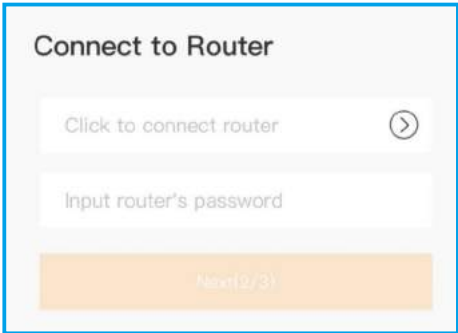 Connect to Router
Click to connect router
Input router's password
Next(2/3)